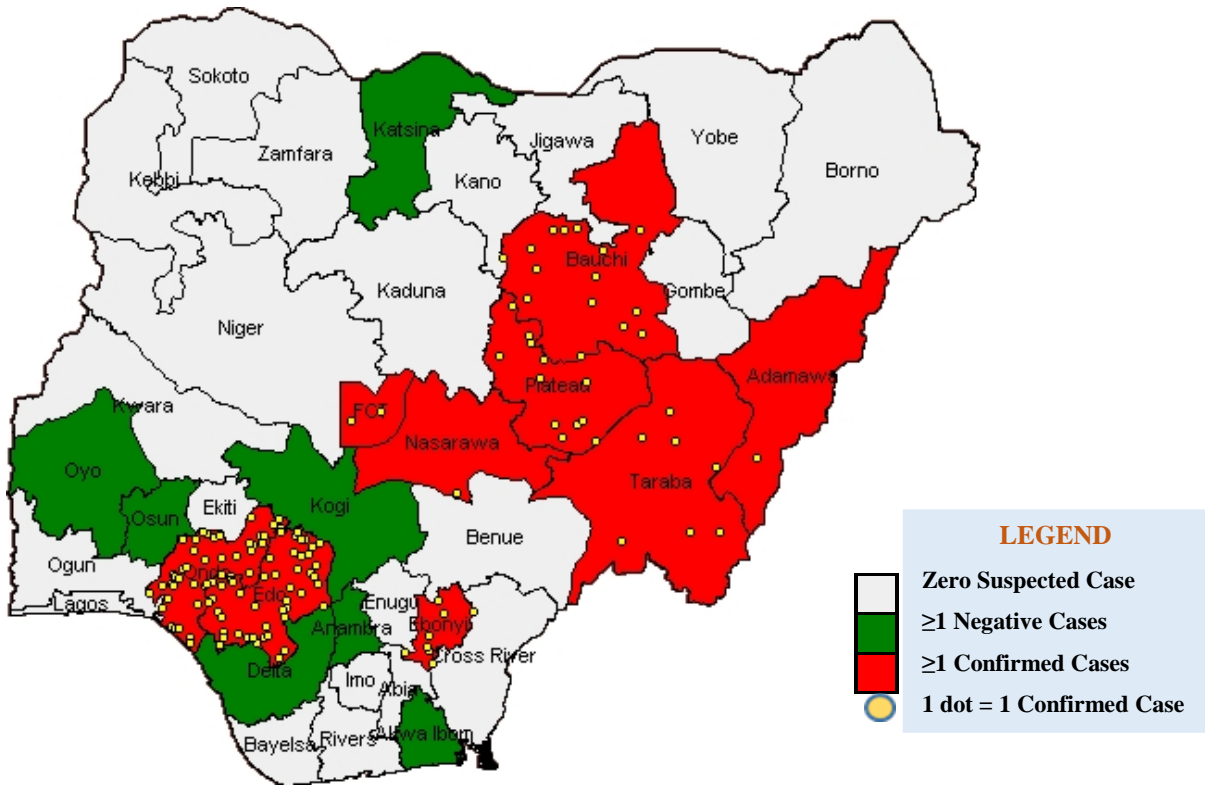 Sokoto
Katsina
Jigawa
Yobe
Zamfara
Borno
Kebbi
Kano
Bauchi
Kaduna
Gombe
Niger
Adamawa
Plateau
Kwara
FCT
Nasarawa
Oyo
Taraba
Kogi
Ekiti
Osun
Benue
LEGEND
Ogun
Ondo
Zero Suspected Case
Edo
Lagos
Enugu
≥1 Negative Cases
Anambra
Ebonyi
Cross River
≥1 Confirmed Cases
Delta
Imo
Abia
1 dot = 1 Confirmed Case
Akwa Ibom
Rivers
Bayelsa